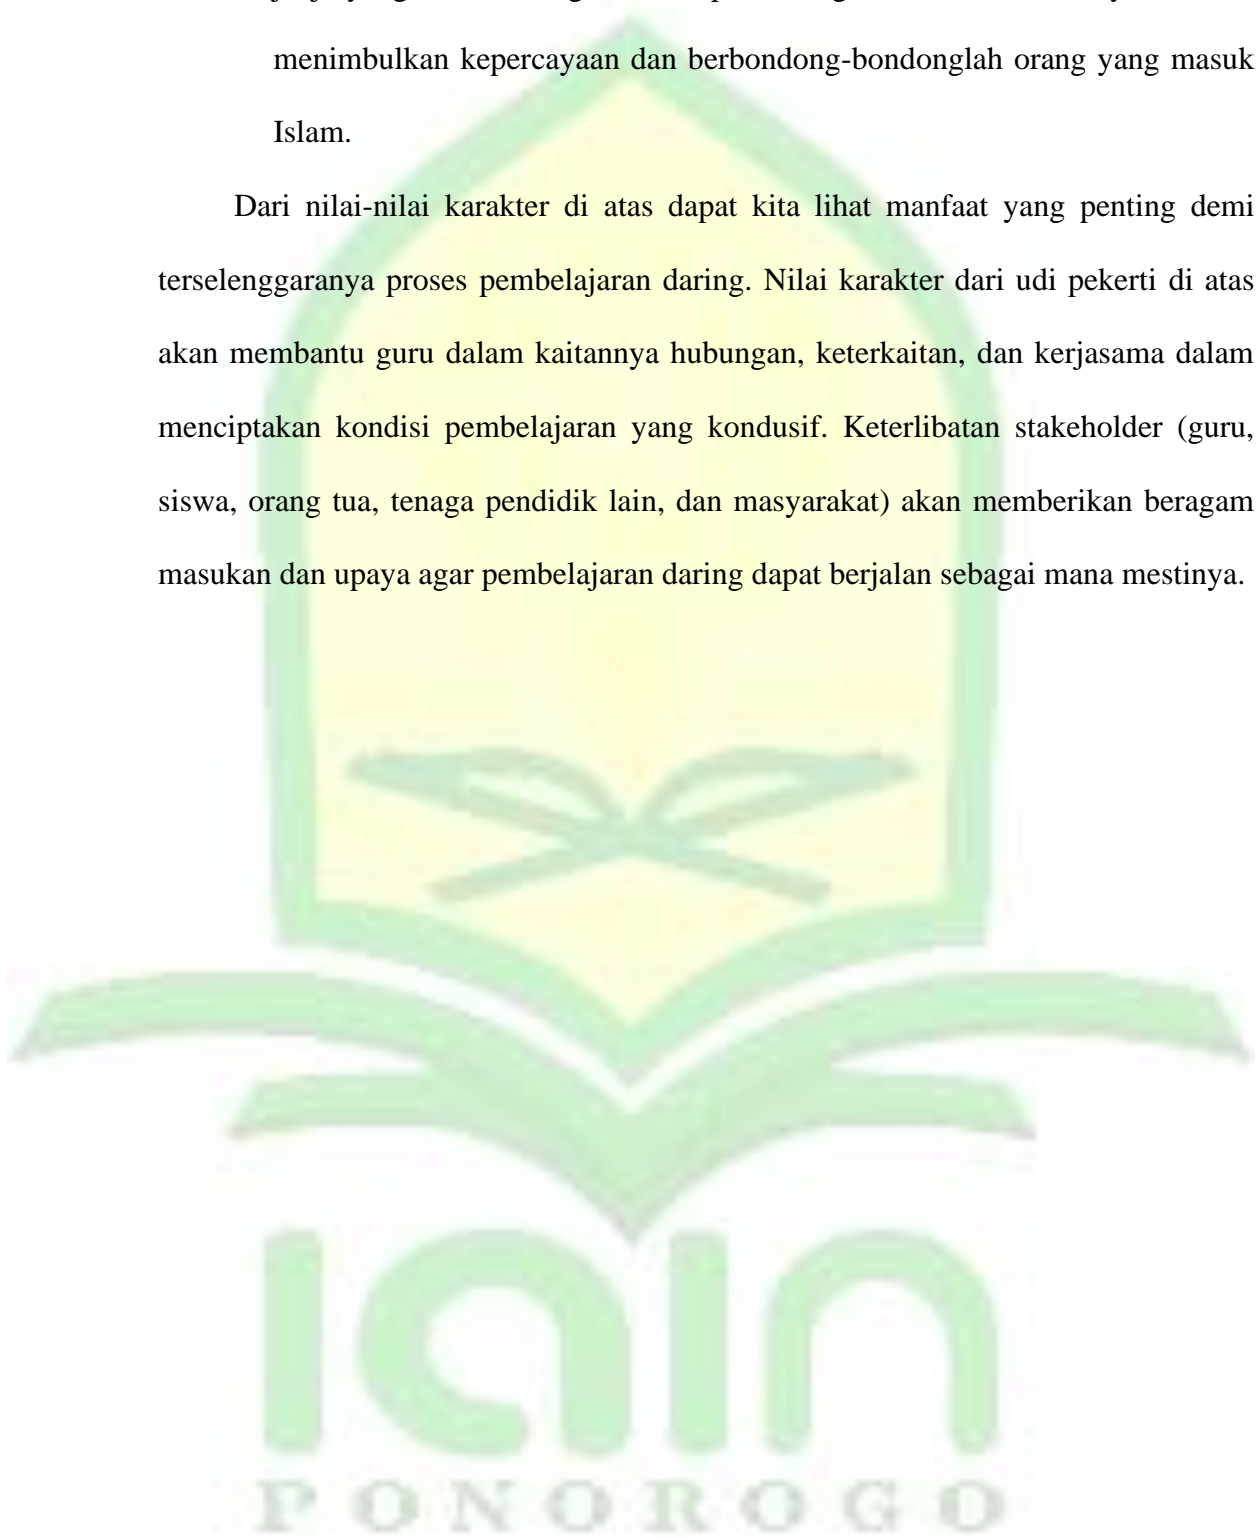 menimbulkan kepercayaan dan berbondong-bondonglah orang yang masuk
Islam.
Dari nilai-nilai karakter di atas dapat kita lihat manfaat yang penting demi
terselenggaranya proses pembelajaran daring. Nilai karakter dari udi pekerti di atas
akan membantu guru dalam kaitannya hubungan, keterkaitan, dan kerjasama dalam
menciptakan kondisi pembelajaran yang kondusif. Keterlibatan stakeholder (guru,
siswa, orang tua, tenaga pendidik lain, dan masyarakat) akan memberikan beragam
masukan dan upaya agar pembelajaran daring dapat berjalan sebagai mana mestinya.
iain
PONOROGO